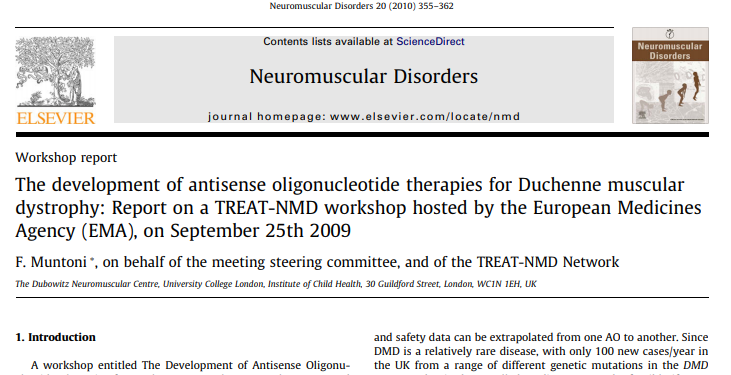 Neuromuscular Disorders 20 (2010) 355–362
Contents lists available at ScienceDirect
Neuromuscular Disorders
journal homepage: www.elsevier.com/locate/nmd
ELSEVIER
Neuromuscular
Disorders
Workshop report
The development of antisense oligonucleotide therapies for Duchenne muscular
dystrophy: Report on a TREAT-NMD workshop hosted by the European Medicines
Agency (EMA), on September 25th 2009
F. Muntoni *, on behalf of the meeting steering committee, and of the TREAT-NMD Network
The Dubowitz Neuromuscular Centre, University College London, Institute of Child Health, 30 Guildford Street, London, WC1N 1EH, UK
1. Introduction
A workshop entitled The Development of Antisense Oligonu-
and safety data can be extrapolated from one AO to another. Since
DMD is a relatively rare disease, with only 100 new cases/year in
the UK from a range of different genetic mutations in the DMD